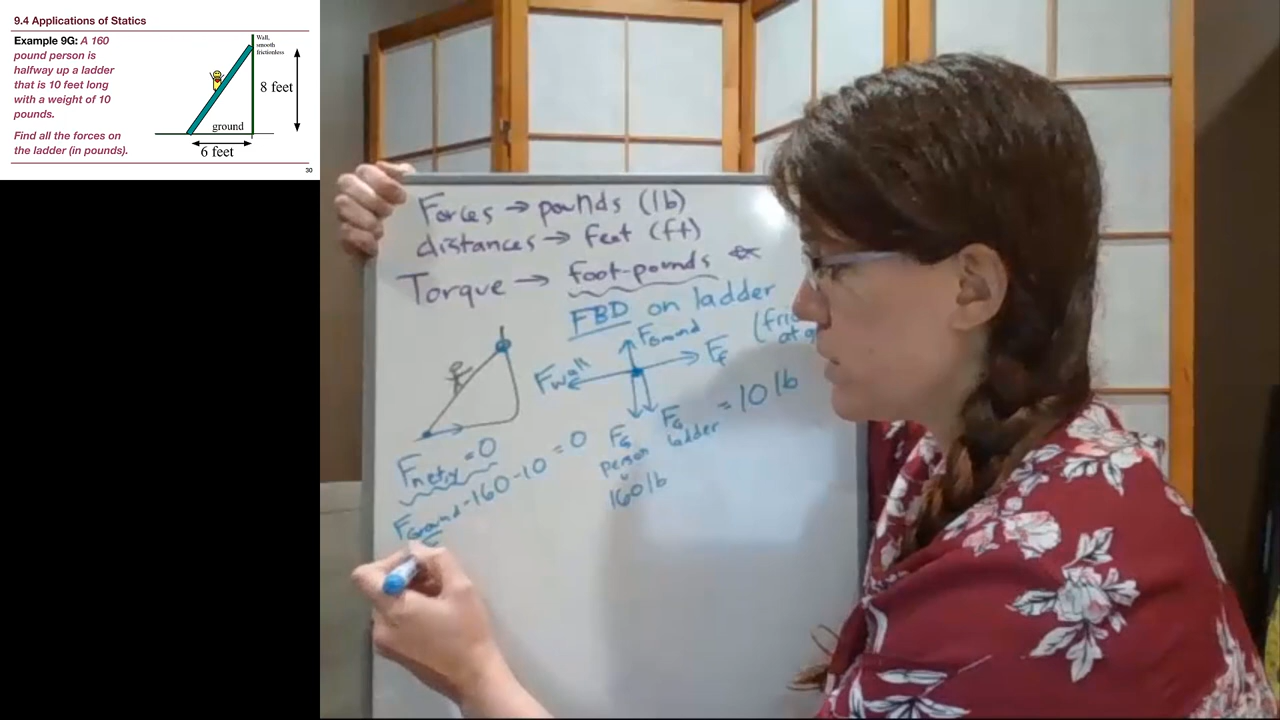 9.4 Applications of Statics
Example 9G: A 160
pound person is
halfway up a ladder
that is 10 feet long
with a weight of 10
pounds.
Find all the forces on
the ladder (in pounds).
Wall,
smooth
frictionless
8 feet
ground
6 feet
30
Forces → pounds (lb)
distances → feet (ft)
Torque → foot-pounds
FBD on ladder
FGround
(fric
at g
Fwall
Ff
FG ladder = 10 lb
FG person = 160 lb
Fnety = 0
FGround - 160 - 10 = 0